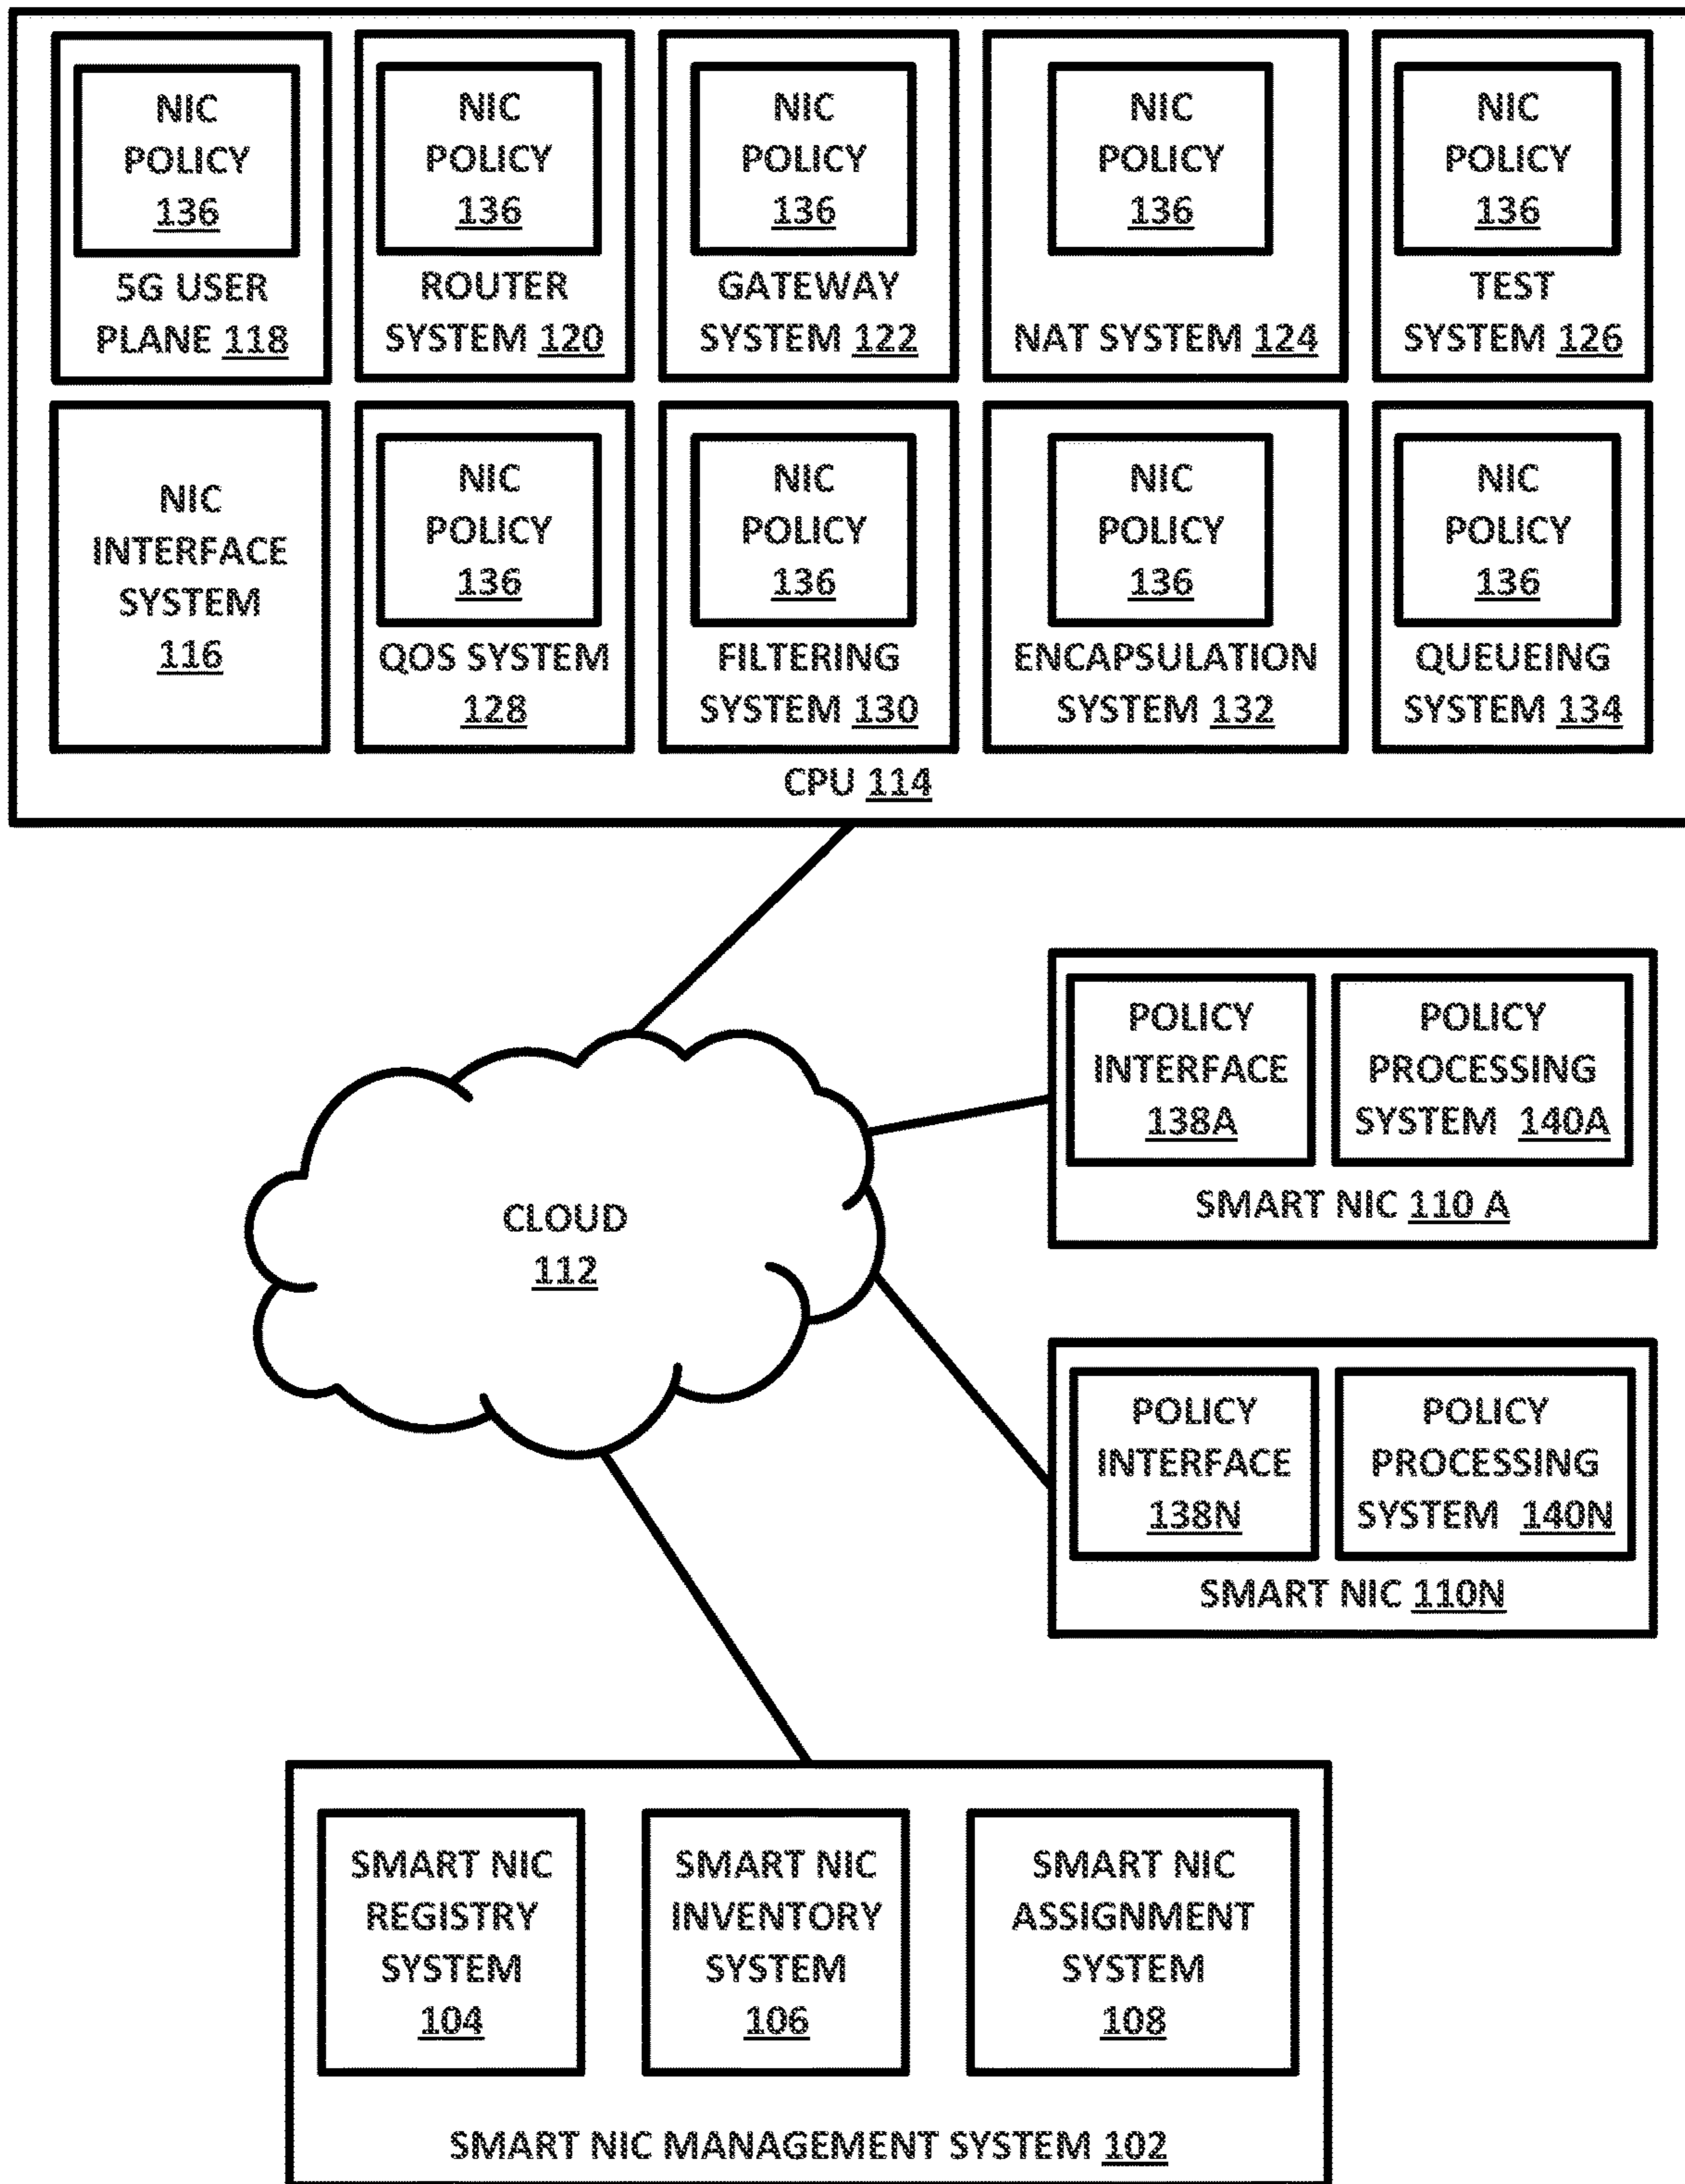 NIC
POLICY
136
5G USER
PLANE 118
NIC
POLICY
136
ROUTER
SYSTEM 120
NIC
POLICY
136
GATEWAY
SYSTEM 122
NIC
POLICY
136
NAT SYSTEM 124
NIC
POLICY
136
TEST
SYSTEM 126
NIC
INTERFACE
SYSTEM
116
NIC
POLICY
136
QOS SYSTEM
128
NIC
POLICY
136
FILTERING
SYSTEM 130
NIC
POLICY
136
ENCAPSULATION
SYSTEM 132
NIC
POLICY
136
QUEUEING
SYSTEM 134
CPU 114
CLOUD
112
POLICY
INTERFACE
138A
POLICY
PROCESSING
SYSTEM 140A
SMART NIC 110 A
POLICY
INTERFACE
138N
POLICY
PROCESSING
SYSTEM 140N
SMART NIC 110N
SMART NIC
REGISTRY
SYSTEM
104
SMART NIC
INVENTORY
SYSTEM
106
SMART NIC
ASSIGNMENT
SYSTEM
108
SMART NIC MANAGEMENT SYSTEM 102